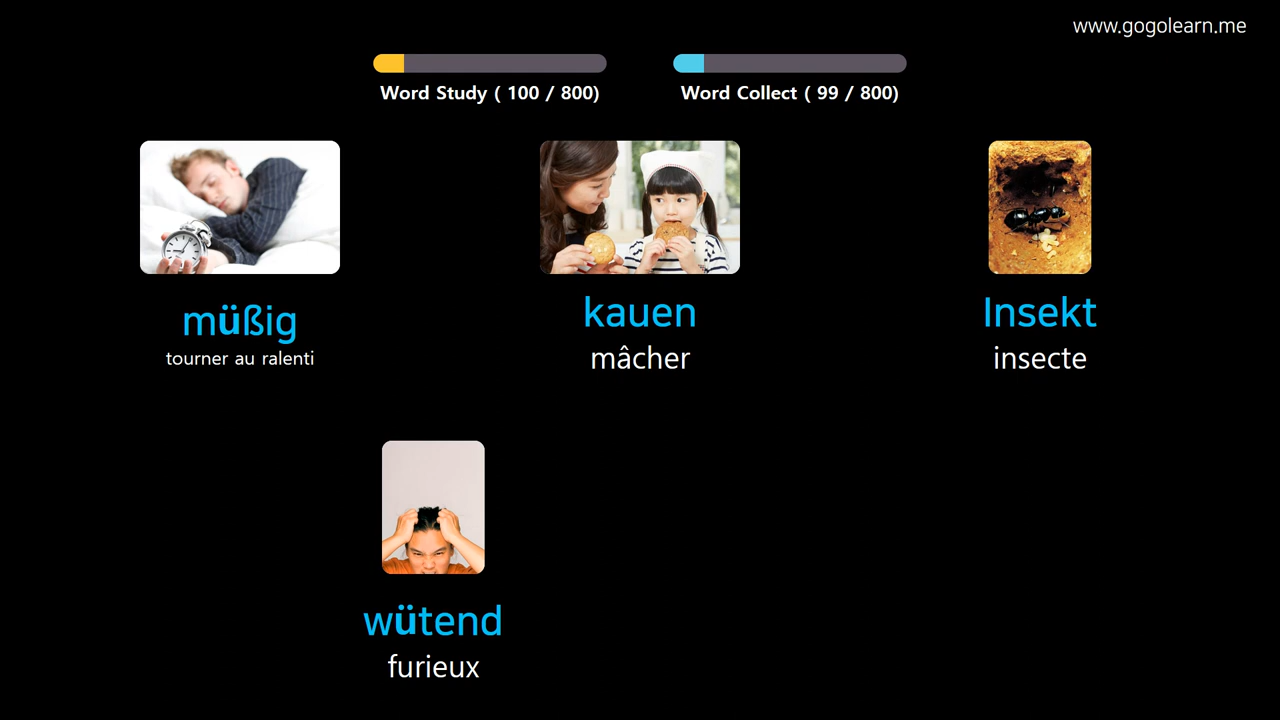 www.gogolearn.me
Word Study ( 100 / 800)
Word Collect ( 99 / 800)
müßig
tourner au ralenti
kauen
mâcher
Insekt
insecte
wütend
furieux